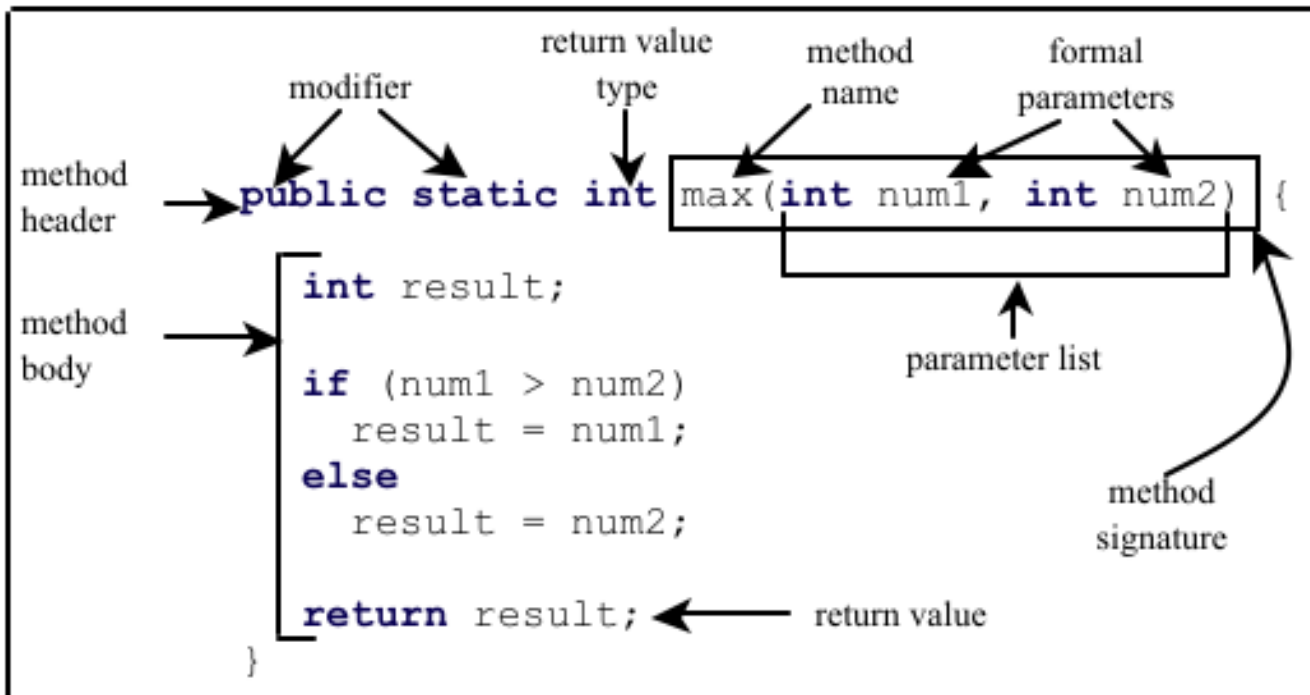 return value
type
method
name
formal
parameters
modifier
method
header
public static int max(int num1, int num2) {
method
body
int result;
if (num1 > num2)
result = num1;
else
result = num2;
return result;
}
parameter list
method
signature
return value